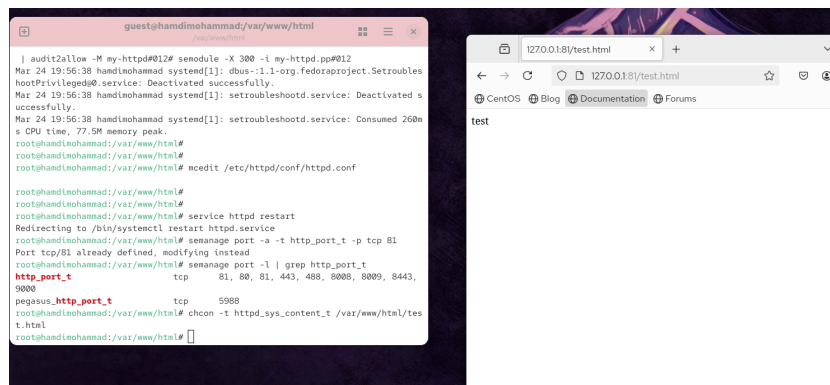 guest@hamdimohammad:/var/www/html
/var/www/html
| audit2allow -M my-httpd#012# semodule -X 300 -i my-httpd.pp#012
Mar 24 19:56:38 hamdimohammad systemd[1]: dbus-:1.1-org.fedoraproject.Setroubles
hootPrivileged@0.service: Deactivated successfully.
Mar 24 19:56:38 hamdimohammad systemd[1]: setroubleshootd.service: Deactivated s
uccessfully.
Mar 24 19:56:38 hamdimohammad systemd[1]: setroubleshootd.service: Consumed 260m
s CPU time, 77.5M memory peak.
root@hamdimohammad:/var/www/html#
root@hamdimohammad:/var/www/html#
root@hamdimohammad:/var/www/html# mcedit /etc/httpd/conf/httpd.conf
root@hamdimohammad:/var/www/html#
root@hamdimohammad:/var/www/html#
root@hamdimohammad:/var/www/html# service httpd restart
Redirecting to /bin/systemctl restart httpd.service
root@hamdimohammad:/var/www/html# semanage port -a -t http_port_t -p tcp 81
Port tcp/81 already defined, modifying instead
root@hamdimohammad:/var/www/html# semanage port -l | grep http_port_t
http_port_t tcp 81, 80, 81, 443, 488, 8008, 8009, 8443,
9000
pegasus_http_port_t tcp 5988
root@hamdimohammad:/var/www/html# chcon -t httpd_sys_content_t /var/www/html/tes
t.html
root@hamdimohammad:/var/www/html#
127.0.0.1:81/test.html
127.0.0.1:81/test.html
CentOS Blog Documentation Forums
test